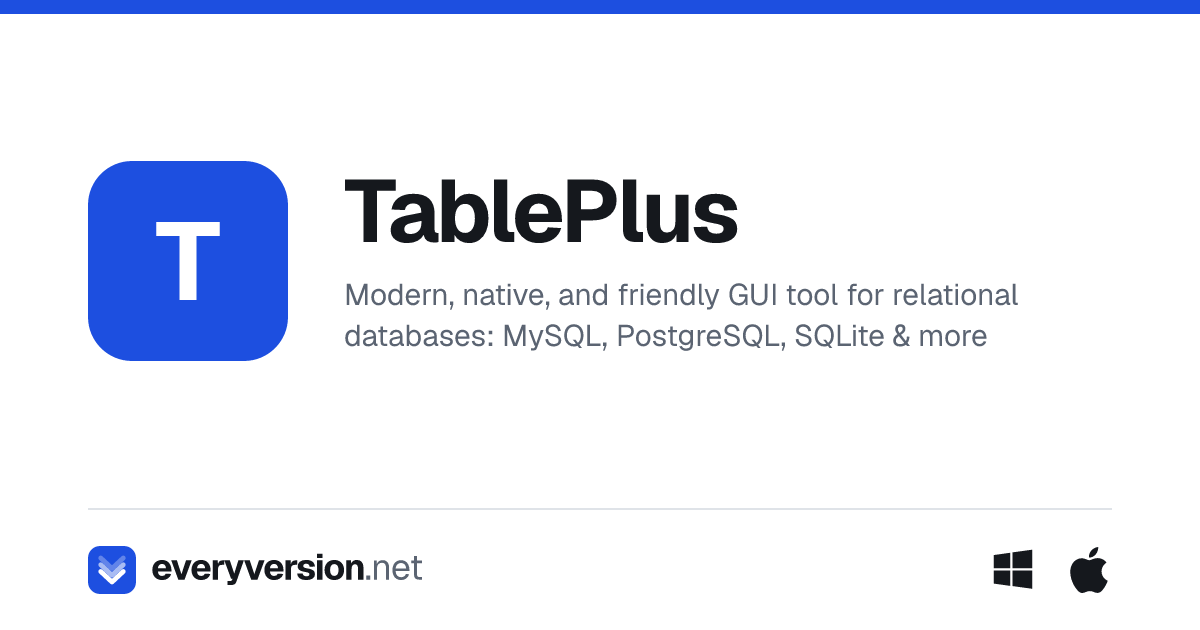 T
TablePlus
Modern, native, and friendly GUI tool for relational
databases: MySQL, PostgreSQL, SQLite & more
everyversion.net